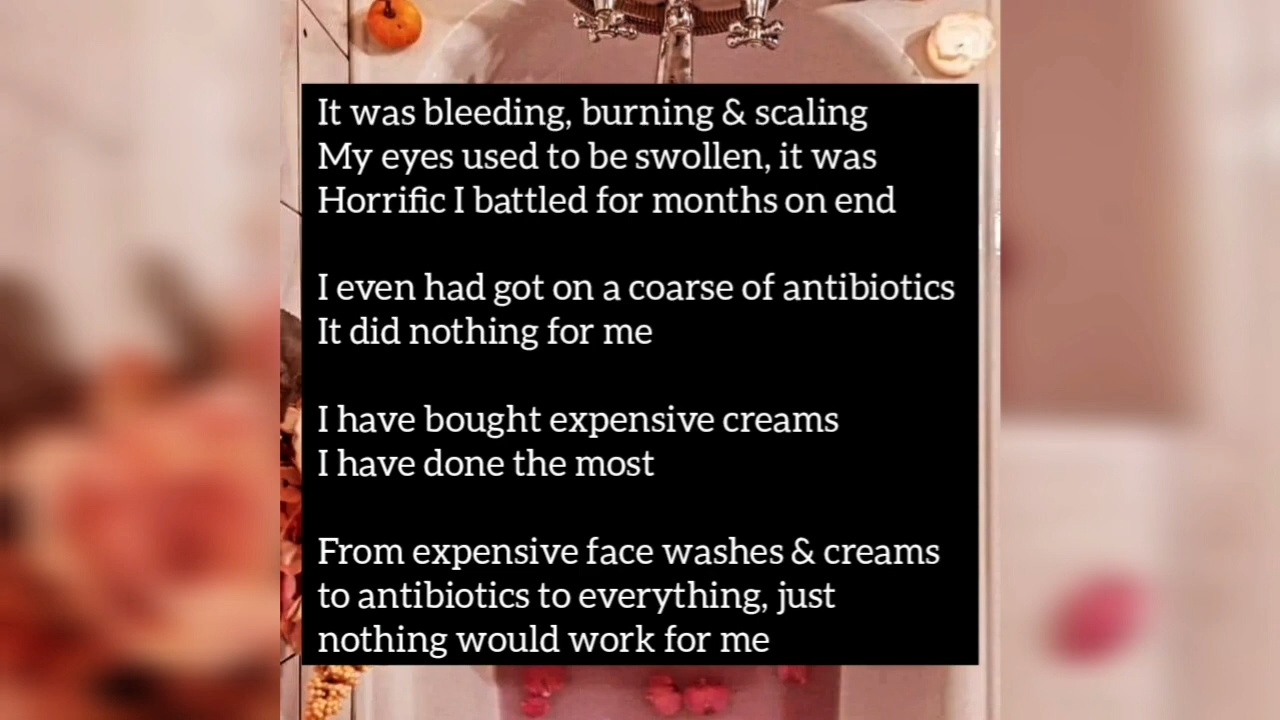 It was bleeding, burning & scaling
My eyes used to be swollen, it was
Horrific I battled for months on end
I even had got on a coarse of antibiotics
It did nothing for me
I have bought expensive creams
I have done the most
From expensive face washes & creams
to antibiotics to everything, just
nothing would work for me